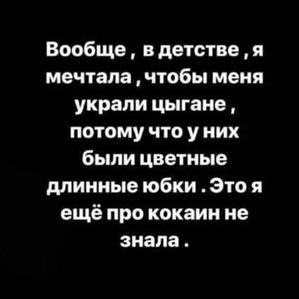 Вообще , в детстве , я
мечтала , чтобы меня
украли цыгане ,
потому что у них
были цветные
длинные юбки . Это я
ещё про кокаин не
знала .